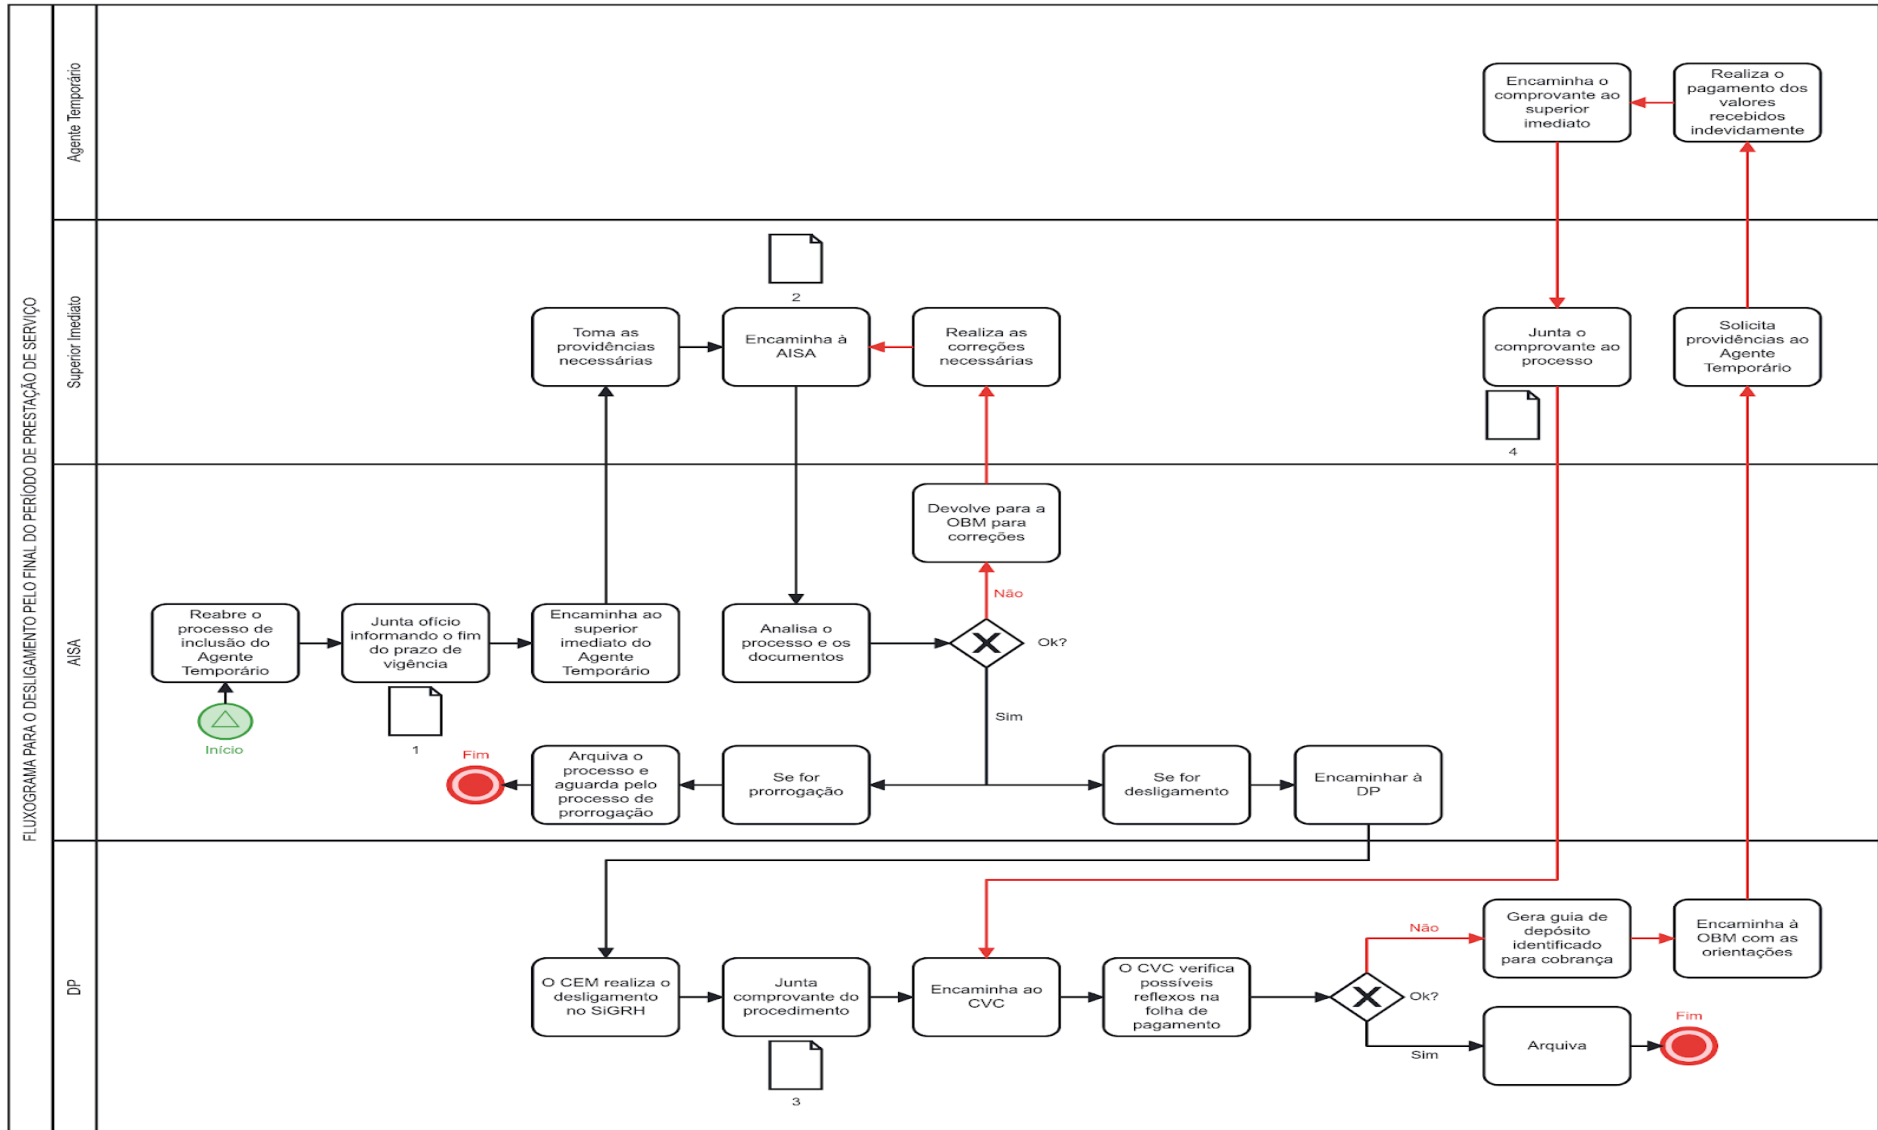 FLUXOGRAMA PARA O DESLIGAMENTO PELO FINAL DO PERÍODO DE PRESTAÇÃO DE SERVIÇO
Agente Temporário
Encaminha o
comprovante ao
superior
imediato
Realiza o
pagamento dos
valores
recebidos
indevidamente
Superior Imediato
2
Toma as
providências
necessárias
Encaminha à
AISA
Realiza as
correções
necessárias
Junta o
comprovante ao
processo
4
Solicita
providências ao
Agente
Temporário
AISA
Devolve para a
OBM para
correções
Não
Reabre o
processo de
inclusão do
Agente
Temporário
Início
Junta ofício
informando o fim
do prazo de
vigência
1
Encaminha ao
superior
imediato do
Agente
Temporário
Analisa o
processo e os
documentos
Ok?
Sim
Fim
Arquiva o
processo e
aguarda pelo
processo de
prorrogação
Se for
prorrogação
Se for
desligamento
Encaminhar à
DP
DP
O CEM realiza o
desligamento
no SiGRH
Junta
comprovante do
procedimento
3
Encaminha ao
CVC
O CVC verifica
possíveis
reflexos na
folha de
pagamento
Ok?
Não
Gera guia de
depósito
identificado
para cobrança
Encaminha à
OBM com as
orientações
Sim
Arquiva
Fim